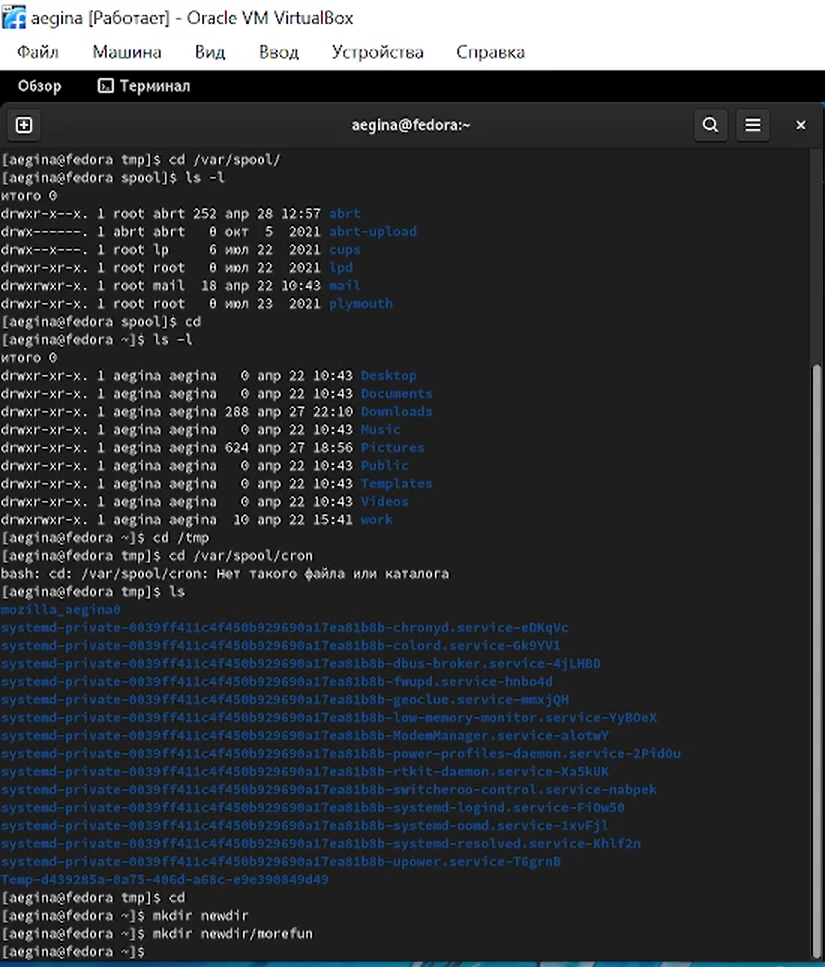 aegina [Работает] - Oracle VM VirtualBox
Файл Машина Вид Ввод Устройства Справка
Обзор Терминал
aegina@fedora:~
[aegina@fedora tmp]$ cd /var/spool/
[aegina@fedora spool]$ ls -l
итого 0
drwxr-x--x. 1 root abrt 252 апр 28 12:57 abrt
drwx------. 1 abrt abrt 0 окт 5 2021 abrt-upload
drwx--x---. 1 root lp 6 июл 22 2021 cups
drwxr-xr-x. 1 root root 0 июл 22 2021 lpd
drwxrwxr-x. 1 root mail 18 апр 22 10:43 mail
drwxr-xr-x. 1 root root 0 июл 23 2021 plymouth
[aegina@fedora spool]$ cd
[aegina@fedora ~]$ ls -l
итого 0
drwxr-xr-x. 1 aegina aegina 0 апр 22 10:43 Desktop
drwxr-xr-x. 1 aegina aegina 0 апр 22 10:43 Documents
drwxr-xr-x. 1 aegina aegina 288 апр 27 22:10 Downloads
drwxr-xr-x. 1 aegina aegina 0 апр 22 10:43 Music
drwxr-xr-x. 1 aegina aegina 624 апр 27 18:56 Pictures
drwxr-xr-x. 1 aegina aegina 0 апр 22 10:43 Public
drwxr-xr-x. 1 aegina aegina 0 апр 22 10:43 Templates
drwxr-xr-x. 1 aegina aegina 0 апр 22 10:43 Videos
drwxrwxr-x. 1 aegina aegina 10 апр 22 15:41 work
[aegina@fedora ~]$ cd /tmp
[aegina@fedora tmp]$ cd /var/spool/cron
bash: cd: /var/spool/cron: Нет такого файла или каталога
[aegina@fedora tmp]$ ls
mozilla_aegina0
systemd-private-0039ff411c4f450b929690a17ea81b8b-chronyd.service-eDKqVc
systemd-private-0039ff411c4f450b929690a17ea81b8b-colord.service-Gk9YV1
systemd-private-0039ff411c4f450b929690a17ea81b8b-dbus-broker.service-4jLHBD
systemd-private-0039ff411c4f450b929690a17ea81b8b-fwupd.service-hnbo4d
systemd-private-0039ff411c4f450b929690a17ea81b8b-geoclue.service-mmxjQH
systemd-private-0039ff411c4f450b929690a17ea81b8b-low-memory-monitor.service-YyBOeX
systemd-private-0039ff411c4f450b929690a17ea81b8b-ModemManager.service-alotwY
systemd-private-0039ff411c4f450b929690a17ea81b8b-power-profiles-daemon.service-2PidOu
systemd-private-0039ff411c4f450b929690a17ea81b8b-rtkit-daemon.service-Xa5kUK
systemd-private-0039ff411c4f450b929690a17ea81b8b-switcheroo-control.service-nabpek
systemd-private-0039ff411c4f450b929690a17ea81b8b-systemd-logind.service-FiOw50
systemd-private-0039ff411c4f450b929690a17ea81b8b-systemd-oomd.service-1xvFjl
systemd-private-0039ff411c4f450b929690a17ea81b8b-systemd-resolved.service-Khlf2n
systemd-private-0039ff411c4f450b929690a17ea81b8b-upower.service-T6grnB
Temp-d439285a-0a75-406d-a68c-e9e390849d49
[aegina@fedora tmp]$ cd
[aegina@fedora ~]$ mkdir newdir
[aegina@fedora ~]$ mkdir newdir/morefun
[aegina@fedora ~]$